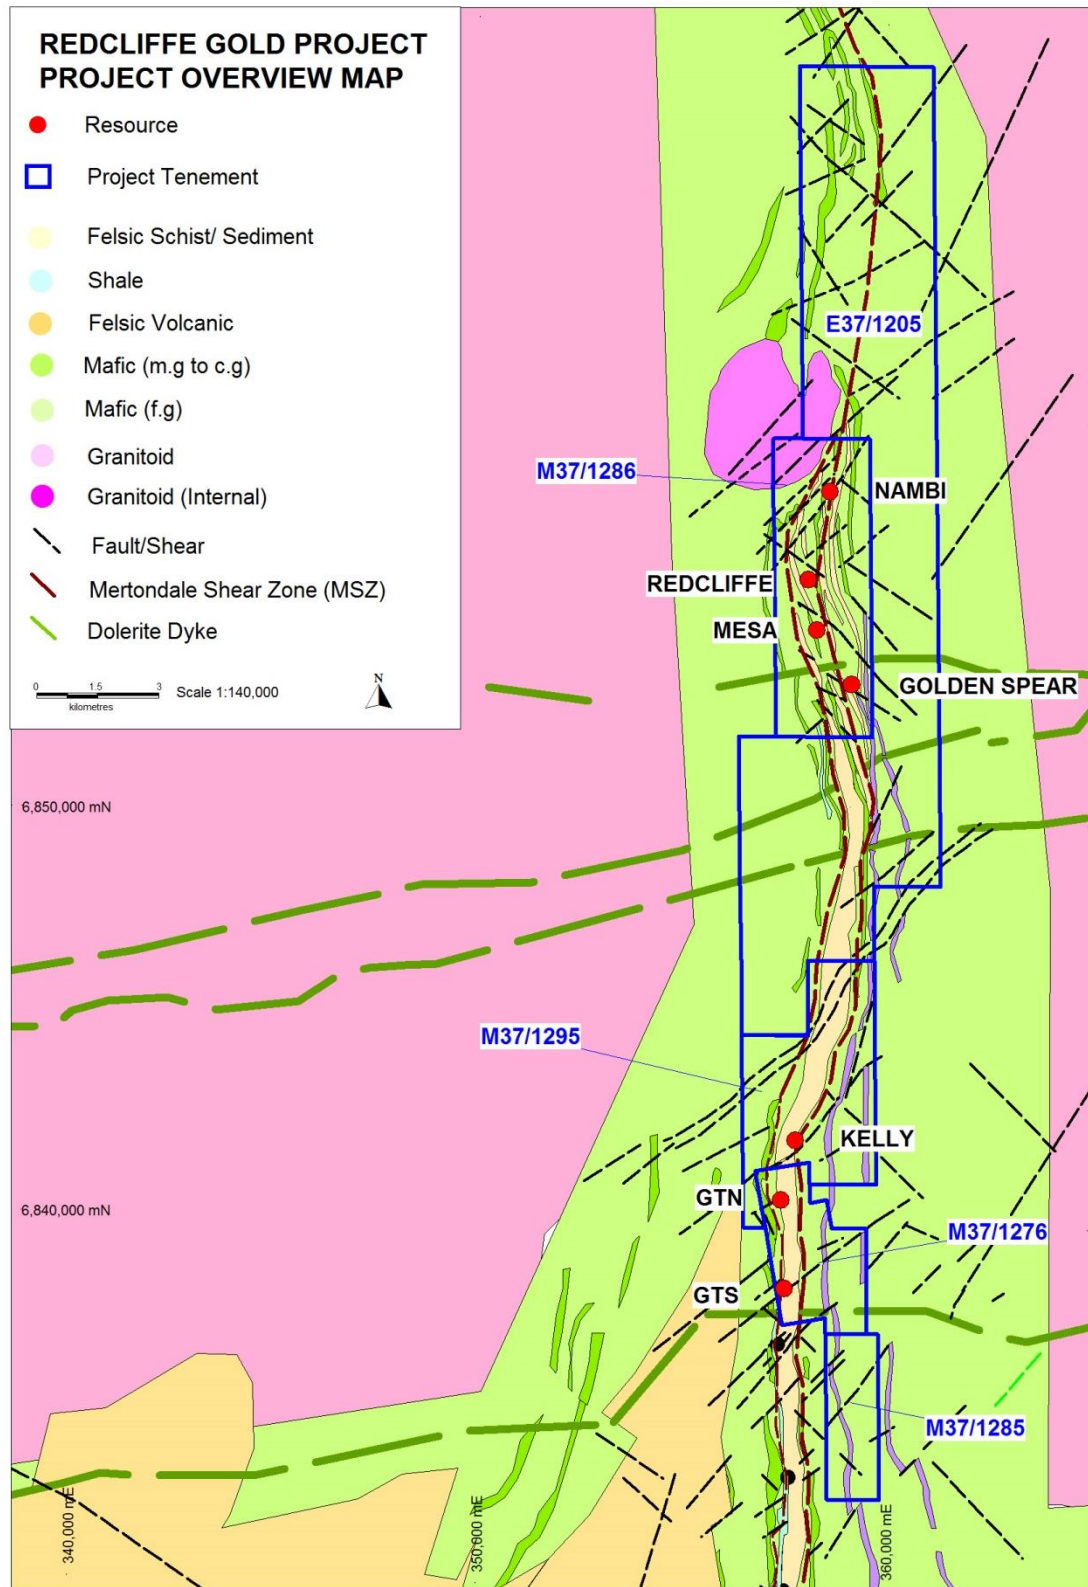 REDCLIFFE GOLD PROJECT
PROJECT OVERVIEW MAP
Resource
Project Tenement
Felsic Schist/ Sediment
Shale
Felsic Volcanic
Mafic (m.g to c.g)
Mafic (f.g)
Granitoid
Granitoid (Internal)
Fault/Shear
Mertondale Shear Zone (MSZ)
Dolerite Dyke
0 1.5 3
kilometres
Scale 1:140,000
N
E37/1205
M37/1286
NAMBI
REDCLIFFE
MESA
GOLDEN SPEAR
6,850,000 mN
M37/1295
KELLY
GTN
6,840,000 mN
M37/1276
GTS
M37/1285
340,000 mE
350,000 mE
360,000 mE